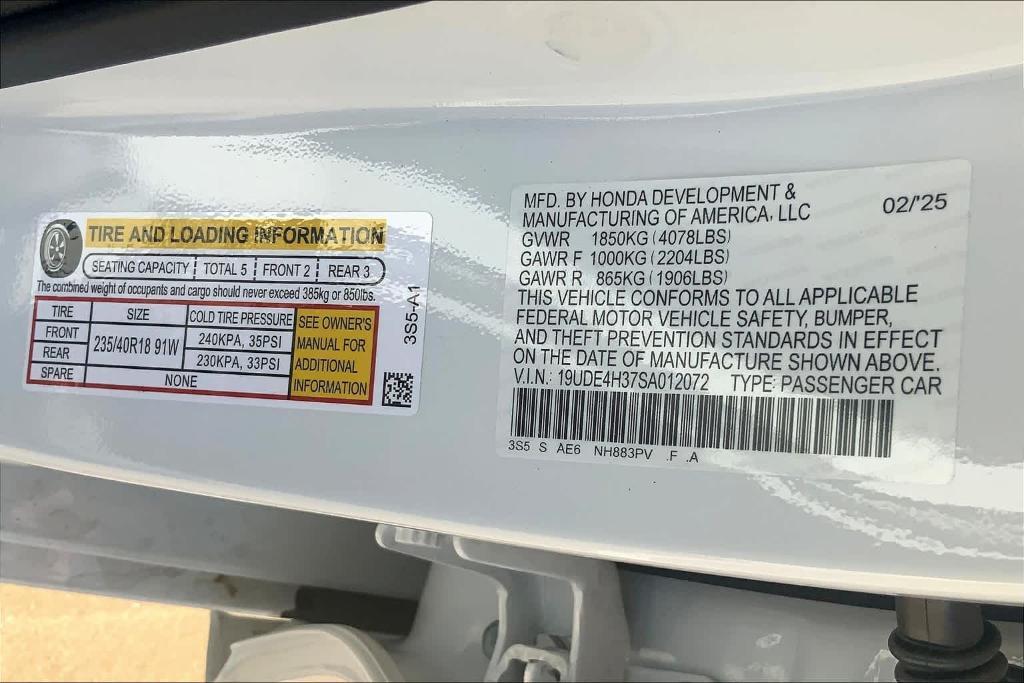 TIRE AND LOADING INFORMATION
SEATING CAPACITY TOTAL 5 FRONT 2 REAR 3
The combined weight of occupants and cargo should never exceed 385kg or 850lbs.
TIRE SIZE COLD TIRE PRESSURE
FRONT 235/40R18 91W 240KPA, 35PSI
REAR 230KPA, 33PSI
SPARE NONE
SEE OWNER'S
MANUAL FOR
ADDITIONAL
INFORMATION
3S5-A1
MFD. BY HONDA DEVELOPMENT &
MANUFACTURING OF AMERICA, LLC 02/'25
GVWR 1850KG (4078LBS)
GAWR F 1000KG (2204LBS)
GAWR R 865KG (1906LBS)
THIS VEHICLE CONFORMS TO ALL APPLICABLE
FEDERAL MOTOR VEHICLE SAFETY, BUMPER,
AND THEFT PREVENTION STANDARDS IN EFFECT
ON THE DATE OF MANUFACTURE SHOWN ABOVE.
V.I.N.: 19UDE4H37SA012072 TYPE: PASSENGER CAR
3S5 S AE6 NH883PV .F .A